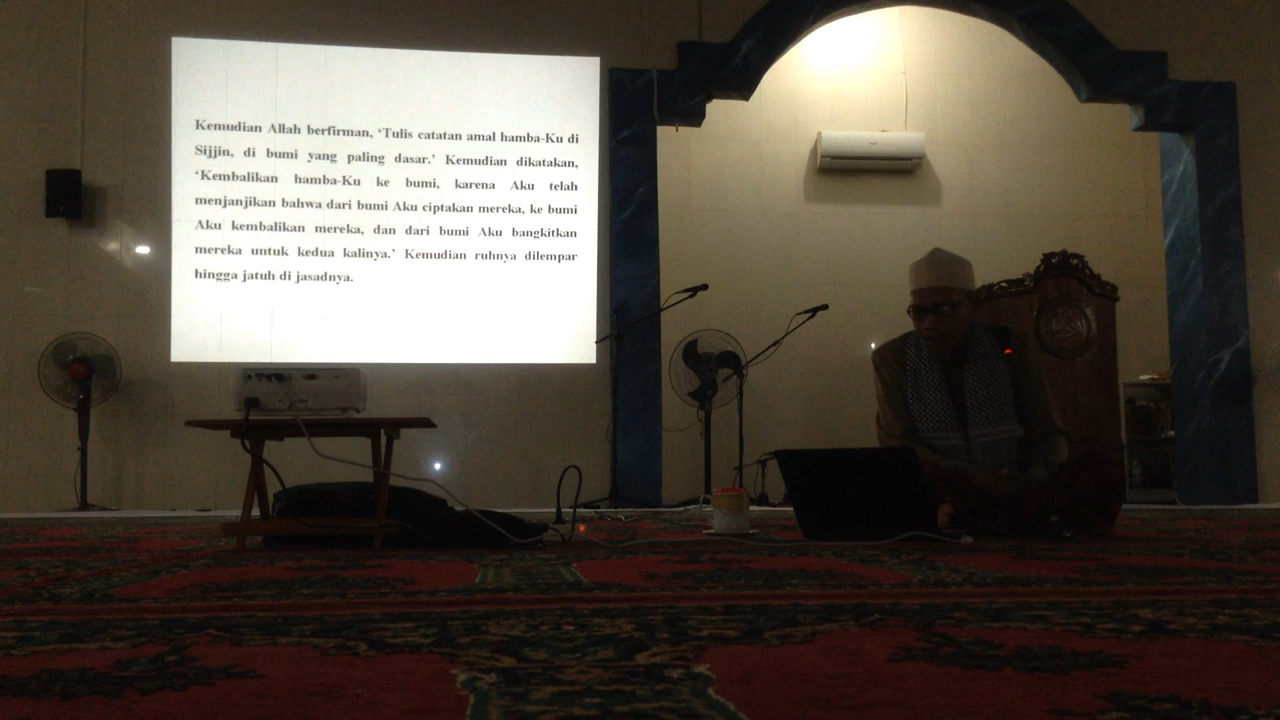 Kemudian Allah berfirman, ‘Tulis catatan amal hamba-Ku di
Sijjin, di bumi yang paling dasar.’ Kemudian dikatakan,
‘Kembalikan hamba-Ku ke bumi, karena Aku telah
menjanjikan bahwa dari bumi Aku ciptakan mereka, ke bumi
Aku kembalikan mereka, dan dari bumi Aku bangkitkan
mereka untuk kedua kalinya.’ Kemudian ruhnya dilempar
hingga jatuh di jasadnya.